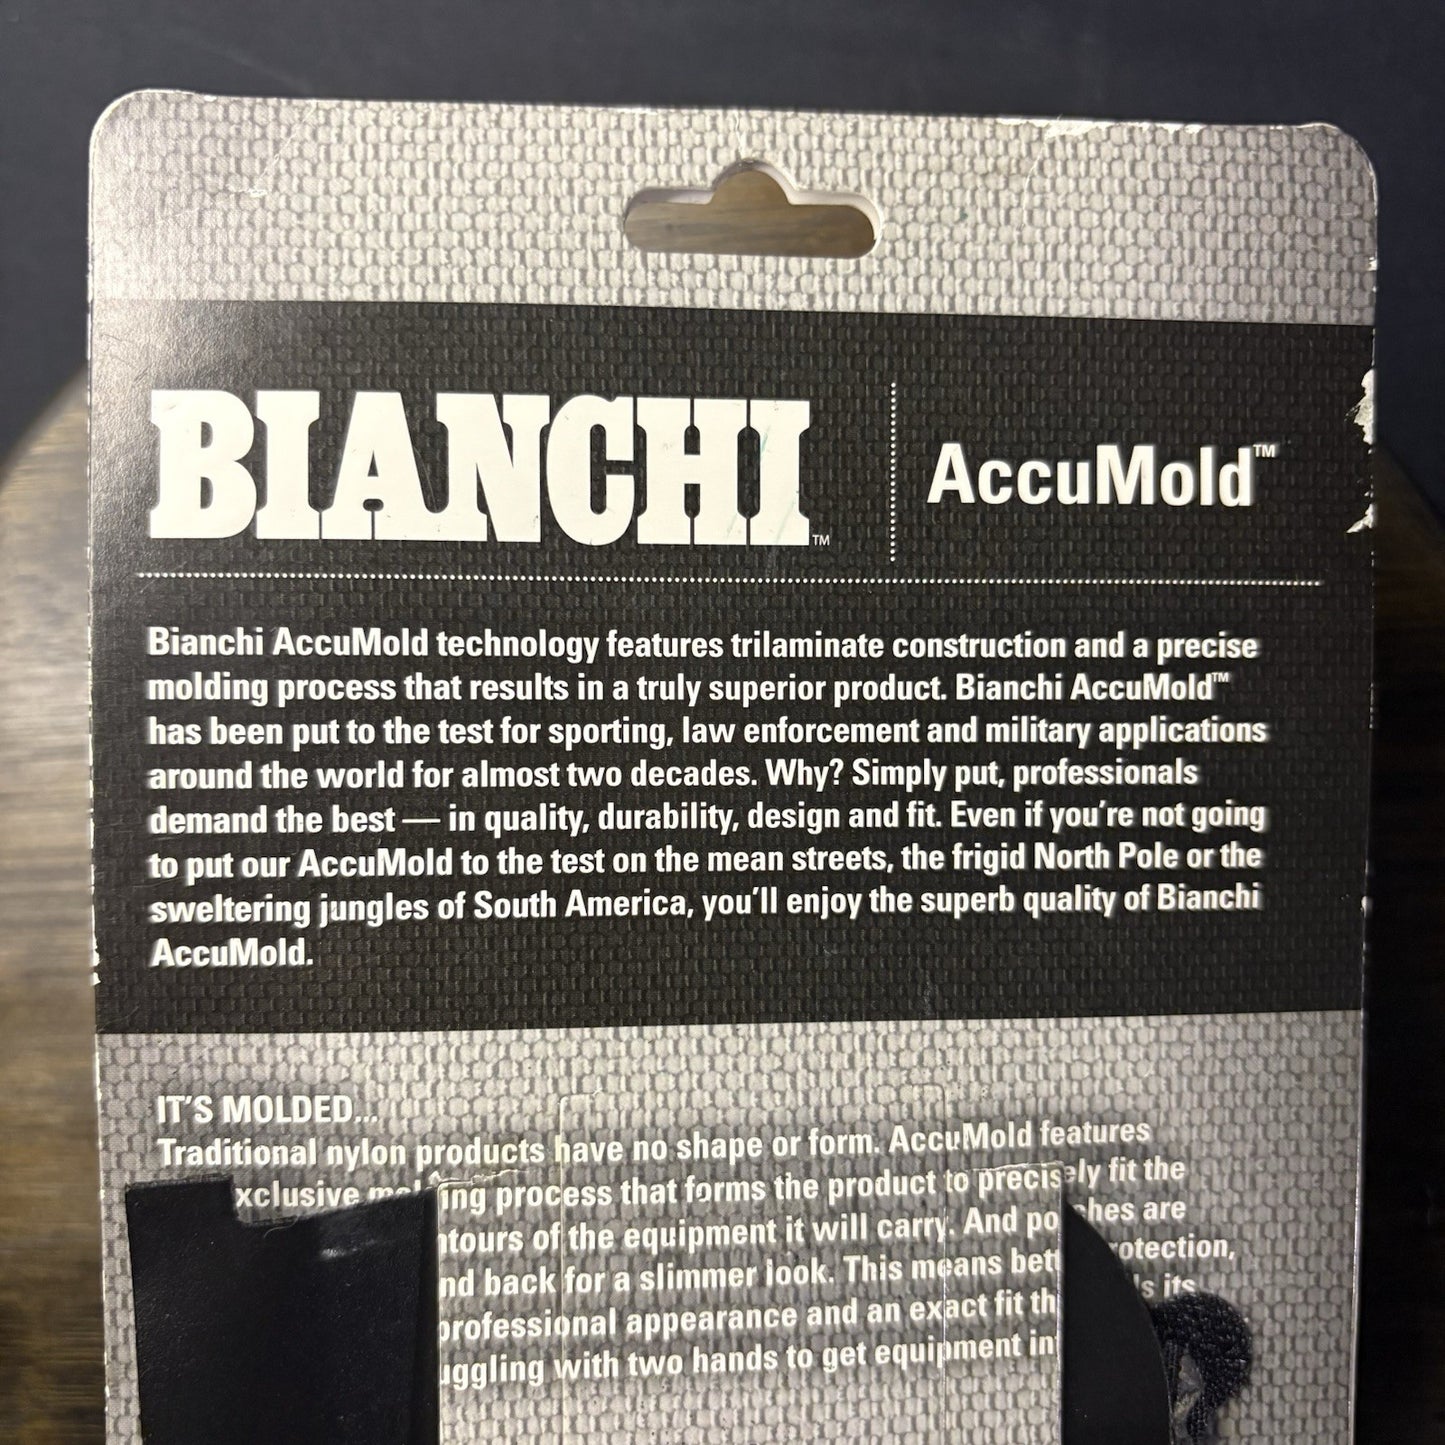 BIANCHI™
AccuMold™
Bianchi AccuMold technology features trilaminate construction and a precise
molding process that results in a truly superior product. Bianchi AccuMold™
has been put to the test for sporting, law enforcement and military applications
around the world for almost two decades. Why? Simply put, professionals
demand the best — in quality, durability, design and fit. Even if you're not going
to put our AccuMold to the test on the mean streets, the frigid North Pole or the
sweltering jungles of South America, you'll enjoy the superb quality of Bianchi
AccuMold.
IT'S MOLDED...
Traditional nylon products have no shape or form. AccuMold features
process that forms the product to precisely fit the
of the equipment it will carry. And are
back for a slimmer look. This means
professional appearance and an exact fit
with two hands to get equipment